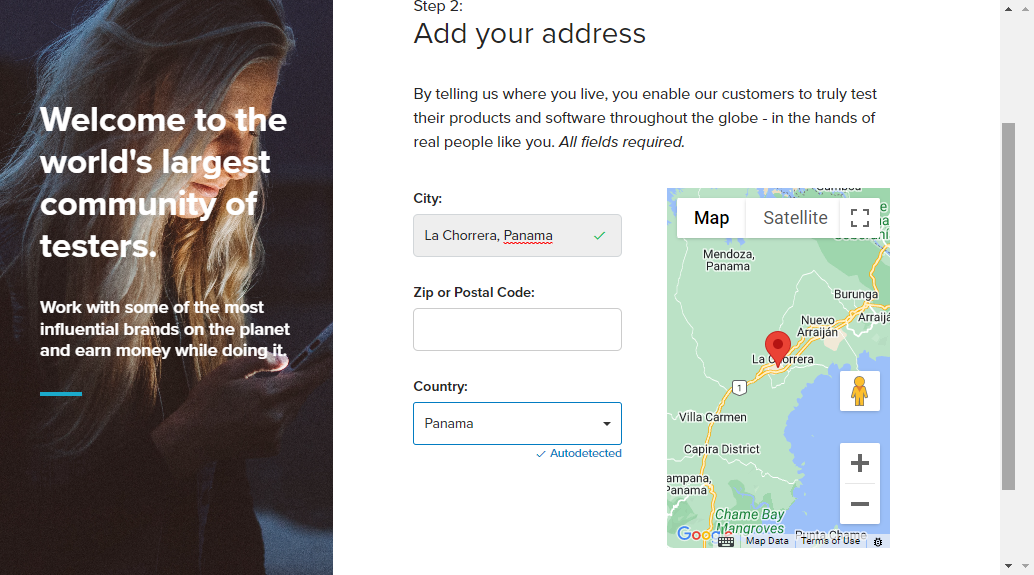 Welcome to the
world's largest
community of
testers.
Work with some of the most
influential brands on the planet
and earn money while doing it.
Step 2:
Add your address
By telling us where you live, you enable our customers to truly test
their products and software throughout the globe - in the hands of
real people like you. All fields required.
City:
La Chorrera, Panama
Zip or Postal Code:
Country:
Panama
Autodetected
Map
Satellite
Mendoza,
Panama
Burunga
Nuevo
Arraiján
La Chorrera
1
Villa Carmen
Capira District
Panama
Chame Bay
Mangroves
Punta Chame
Google
Map Data
Terms of Use